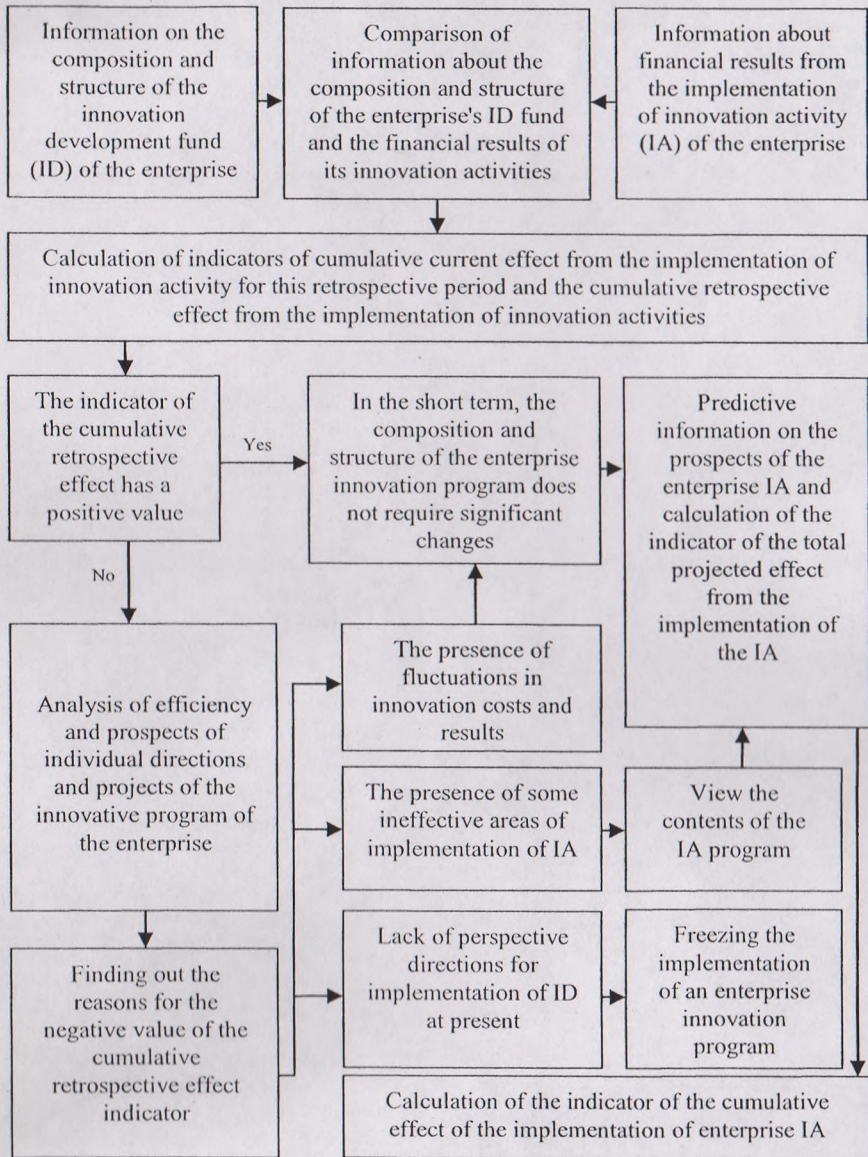 Information on the
composition and
structure of the
innovation
development fund
(ID) of the enterprise
Comparison of
information about the
composition and structure
of the enterprise's ID fund
and the financial results of
its innovation activities
Information about
financial results from
the implementation
of innovation activity
(IA) of the enterprise
Calculation of indicators of cumulative current effect from the implementation of
innovation activity for this retrospective period and the cumulative retrospective
effect from the implementation of innovation activities
The indicator of
the cumulative
retrospective
effect has a
positive value
Yes
In the short term, the
composition and
structure of the enterprise
innovation program does
not require significant
changes
Predictive
information on the
prospects of the
enterprise IA and
calculation of the
indicator of the total
projected effect
from the
implementation of
the IA
No
Analysis of efficiency
and prospects of
individual directions
and projects of the
innovative program of
the enterprise
The presence of
fluctuations in
innovation costs and
results
The presence of some
ineffective areas of
implementation of IA
View the
contents of the
IA program
Finding out the
reasons for the
negative value of the
cumulative
retrospective effect
indicator
Lack of perspective
directions for
implementation of ID
at present
Freezing the
implementation
of an enterprise
innovation
program
Calculation of the indicator of the cumulative
effect of the implementation of enterprise IA